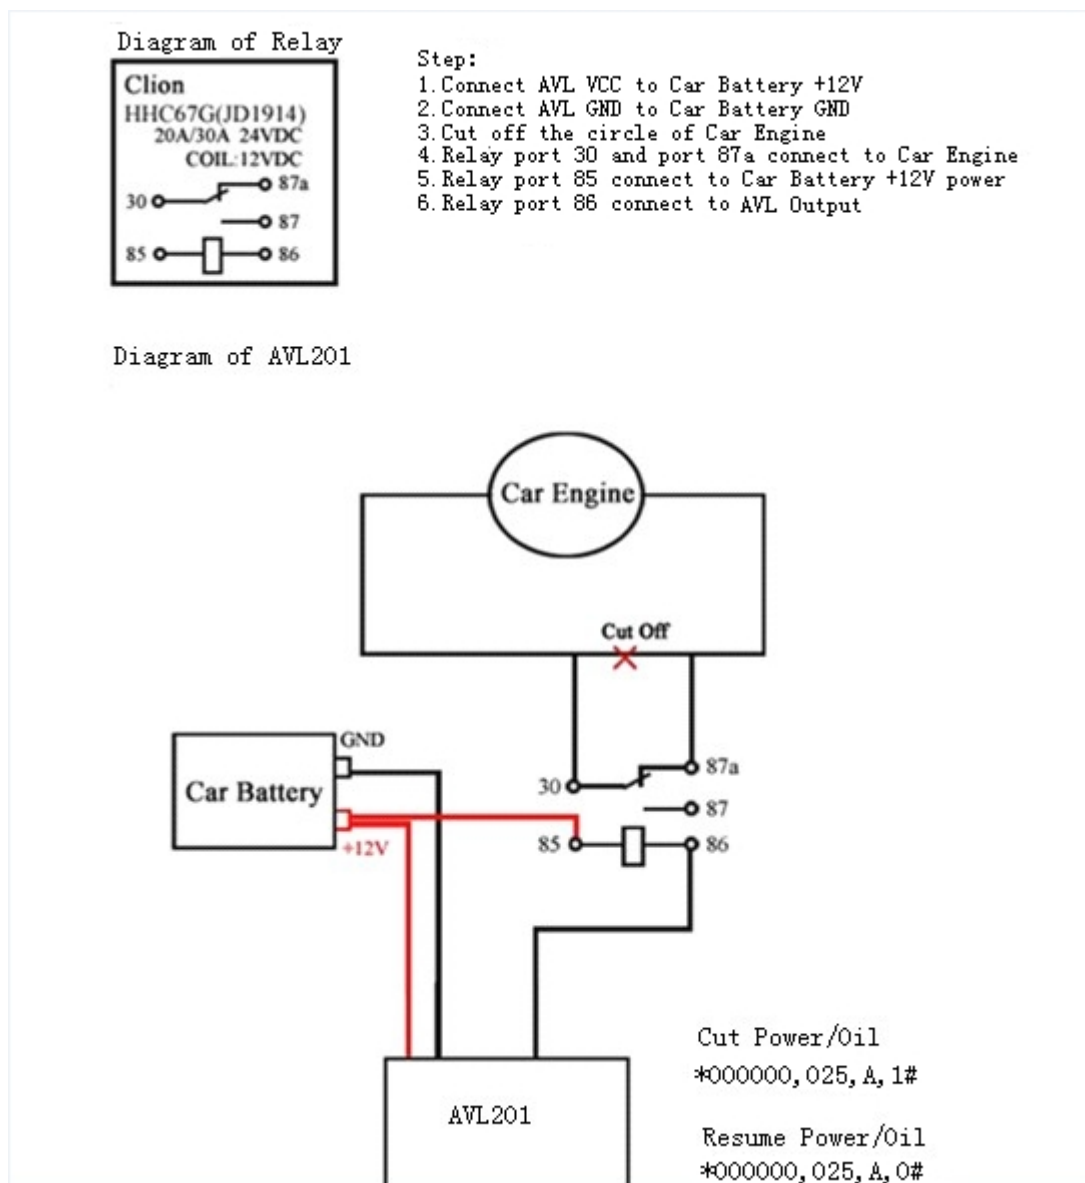 Diagram of Relay
Clion
HHC67G(JD1914)
20A/30A 24VDC
COIL:12VDC
87a
30
87
85
86
Step:
1.Connect AVL VCC to Car Battery +12V
2.Connect AVL GND to Car Battery GND
3.Cut off the circle of Car Engine
4.Relay port 30 and port 87a connect to Car Engine
5.Relay port 85 connect to Car Battery +12V power
6.Relay port 86 connect to AVL Output
Diagram of AVL201
Car Engine
Cut Off
GND
Car Battery
+12V
87a
30
87
85
86
AVL201
Cut Power/Oil
*000000,025,A,1#
Resume Power/Oil
*000000,025,A,0#